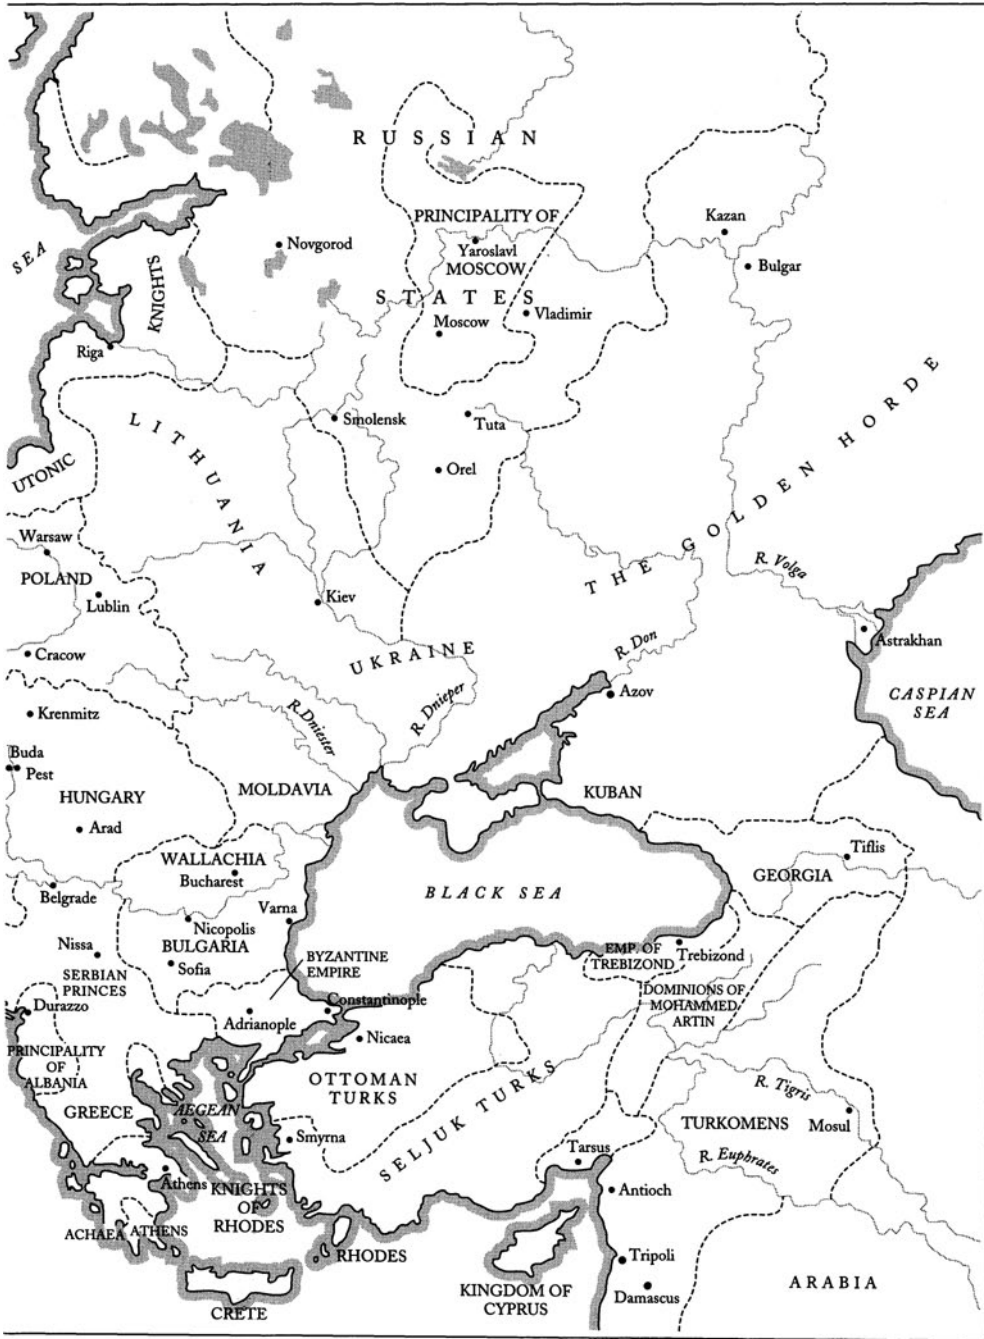 RUSSIAN
PRINCIPALITY OF
Kazan
SEA
Novgorod
Yaroslavl
MOSCOW
Bulgar
KNIGHTS
STATES
Vladimir
Moscow
Riga
LITHUANIA
Smolensk
Tuta
THE GOLDEN HORDE
UTONIC
Orel
Warsaw
R. Volga
POLAND
Lublin
Kiev
Astrakhan
Cracow
UKRAINE
R. Don
R. Dnieper
Azov
CASPIAN
SEA
Krenmitz
R. Dniester
Buda
Pest
HUNGARY
MOLDAVIA
KUBAN
Arad
WALLACHIA
Bucharest
Tiflis
GEORGIA
Belgrade
BLACK SEA
Varna
Nicopolis
BULGARIA
Nissa
Sofia
BYZANTINE
EMPIRE
EMP. OF
TREBIZOND
Trebizond
SERBIAN
PRINCES
DOMINIONS OF
MOHAMMED
ARTIN
Durazzo
Constantinople
Adrianople
Nicaea
PRINCIPALITY
OF
ALBANIA
OTTOMAN
TURKS
SELJUK TURKS
R. Tigris
GREECE
AEGEAN
SEA
TURKOMENS
Mosul
Smyrna
Tarsus
R. Euphrates
Athens
KNIGHTS
OF
RHODES
Antioch
ACHAEA
ATHENS
RHODES
Tripoli
KINGDOM OF
CYPRUS
Damascus
ARABIA
CRETE